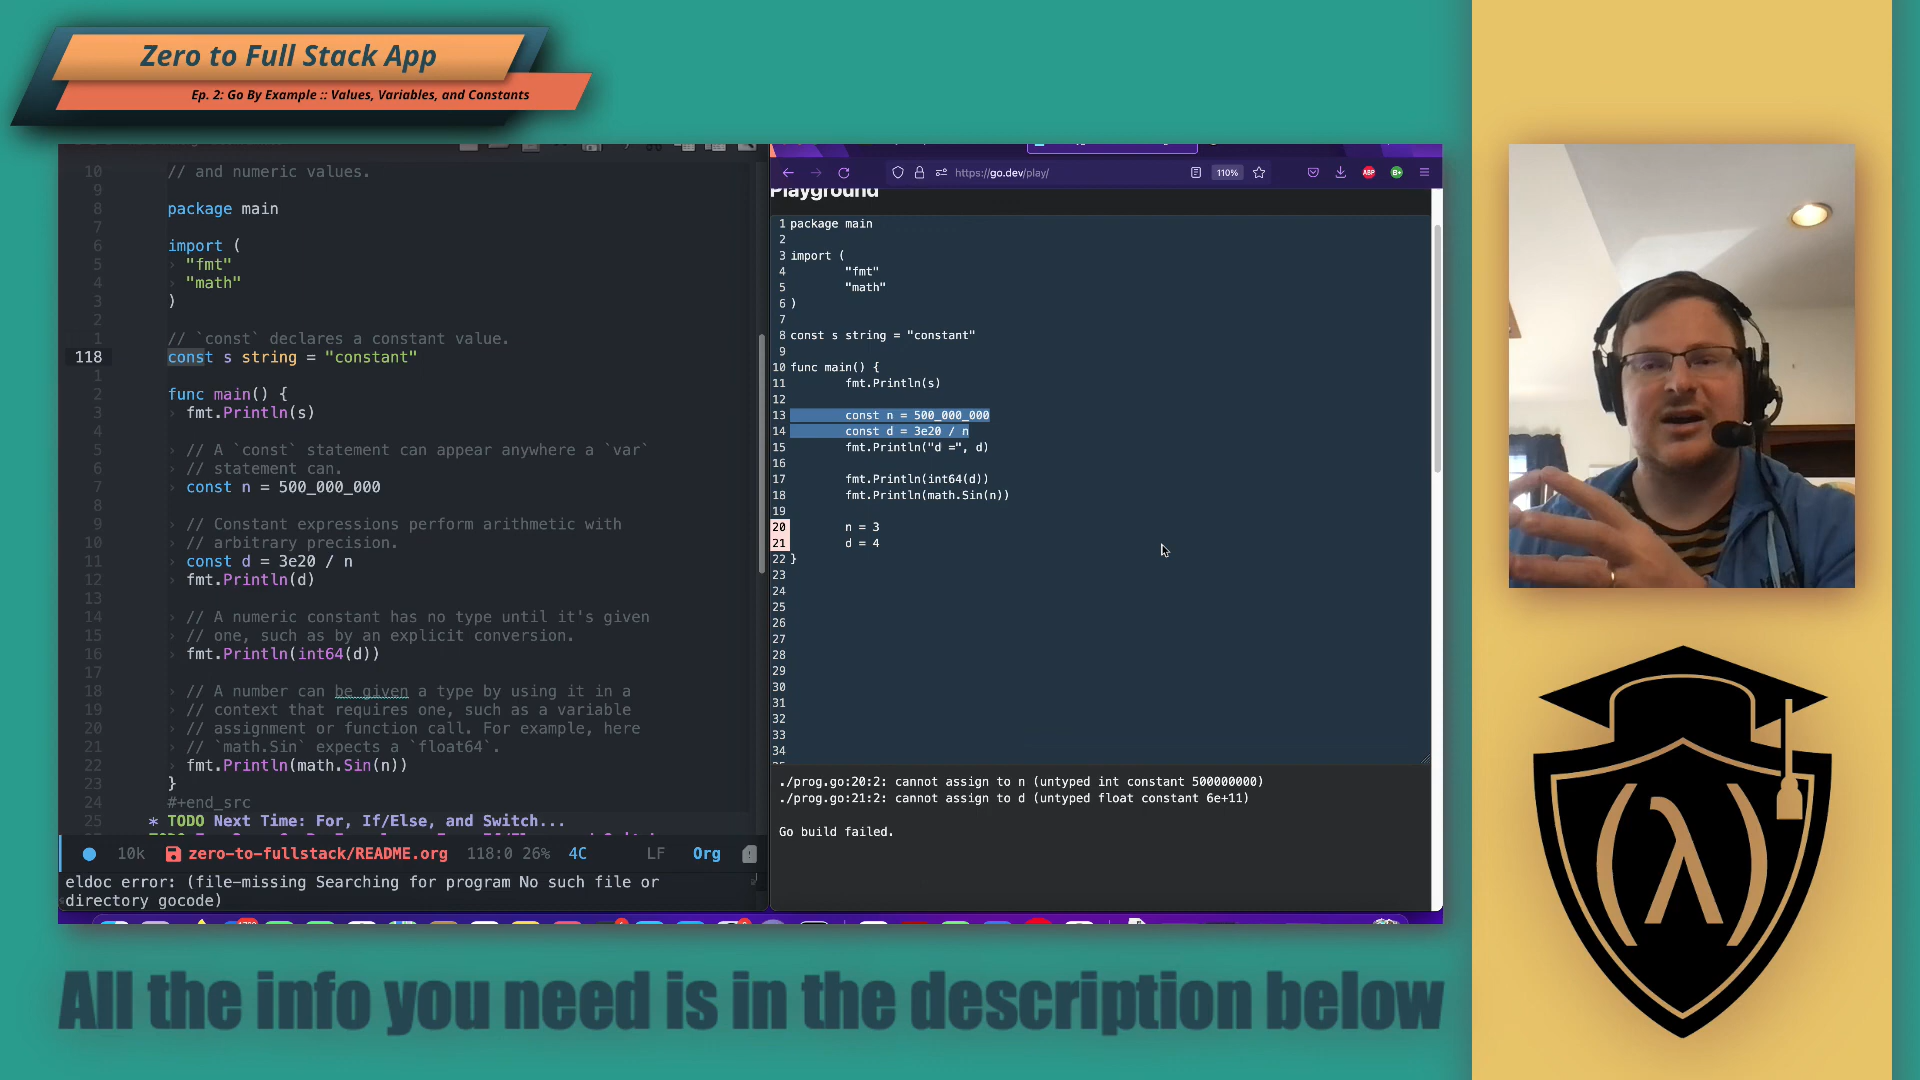 Zero to Full Stack App
Ep. 2: Go By Example :: Values, Variables, and Constants
10 // and numeric values.
9
8 package main
7
6 import (
5 › "fmt"
4 › "math"
3 )
2
1 // `const` declares a constant value.
118 const s string = "constant"
1
2 func main() {
3 › fmt.Println(s)
4
5 › // A `const` statement can appear anywhere a `var`
6 › // statement can.
7 › const n = 500_000_000
8
9 › // Constant expressions perform arithmetic with
10 › // arbitrary precision.
11 › const d = 3e20 / n
12 › fmt.Println(d)
13
14 › // A numeric constant has no type until it's given
15 › // one, such as by an explicit conversion.
16 › fmt.Println(int64(d))
17
18 › // A number can be given a type by using it in a
19 › // context that requires one, such as a variable
20 › // assignment or function call. For example, here
21 › // `math.Sin` expects a `float64`.
22 › fmt.Println(math.Sin(n))
23 }
24 #+end_src
25 * TODO Next Time: For, If/Else, and Switch...
10k zero-to-fullstack/README.org 118:0 26% 4C LF Org
eldoc error: (file-missing Searching for program No such file or
directory gocode)
https://go.dev/play/ 110% ABP B+
Playground
1 package main
2
3 import (
4 "fmt"
5 "math"
6 )
7
8 const s string = "constant"
9
10 func main() {
11 fmt.Println(s)
12
13 const n = 500_000_000
14 const d = 3e20 / n
15 fmt.Println("d =", d)
16
17 fmt.Println(int64(d))
18 fmt.Println(math.Sin(n))
19
20 n = 3
21 d = 4
22 }
23
24
25
26
27
28
29
30
31
32
33
34
./prog.go:20:2: cannot assign to n (untyped int constant 500000000)
./prog.go:21:2: cannot assign to d (untyped float constant 6e+11)
Go build failed.
(λ)
All the info you need is in the description below